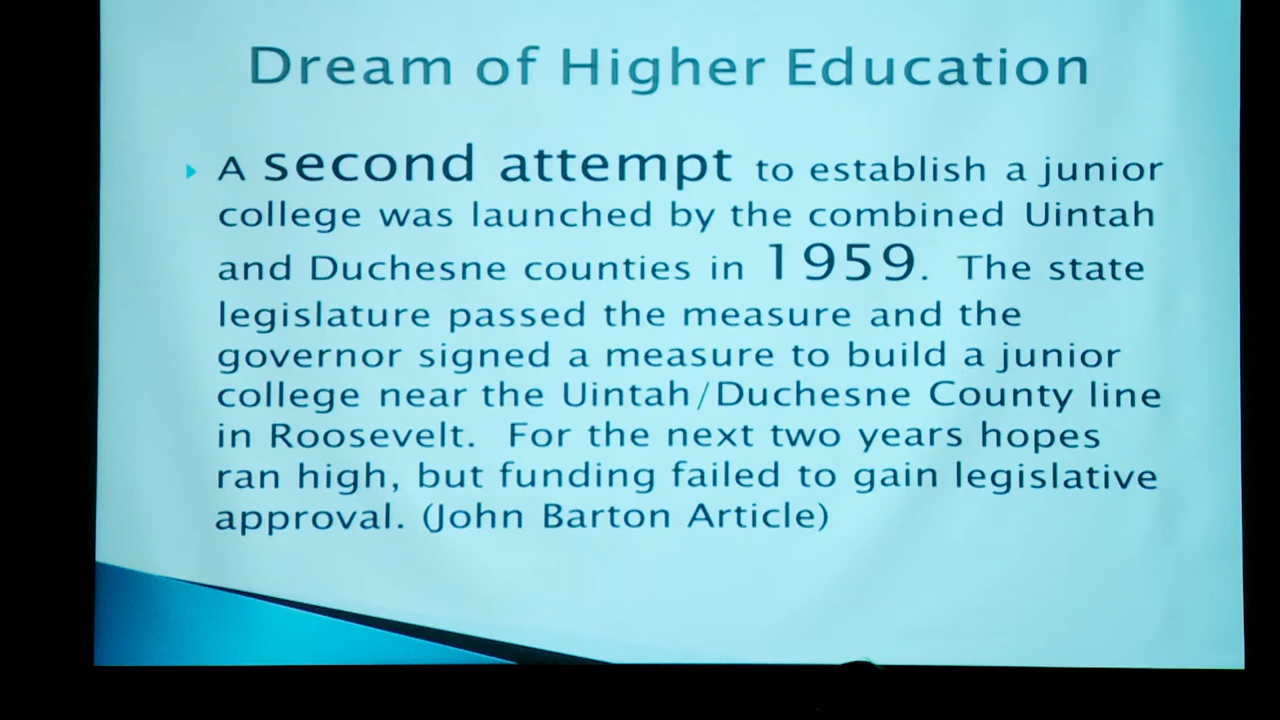 Dream of Higher Education
A second attempt to establish a junior
college was launched by the combined Uintah
and Duchesne counties in 1959. The state
legislature passed the measure and the
governor signed a measure to build a junior
college near the Uintah/Duchesne County line
in Roosevelt. For the next two years hopes
ran high, but funding failed to gain legislative
approval. (John Barton Article)